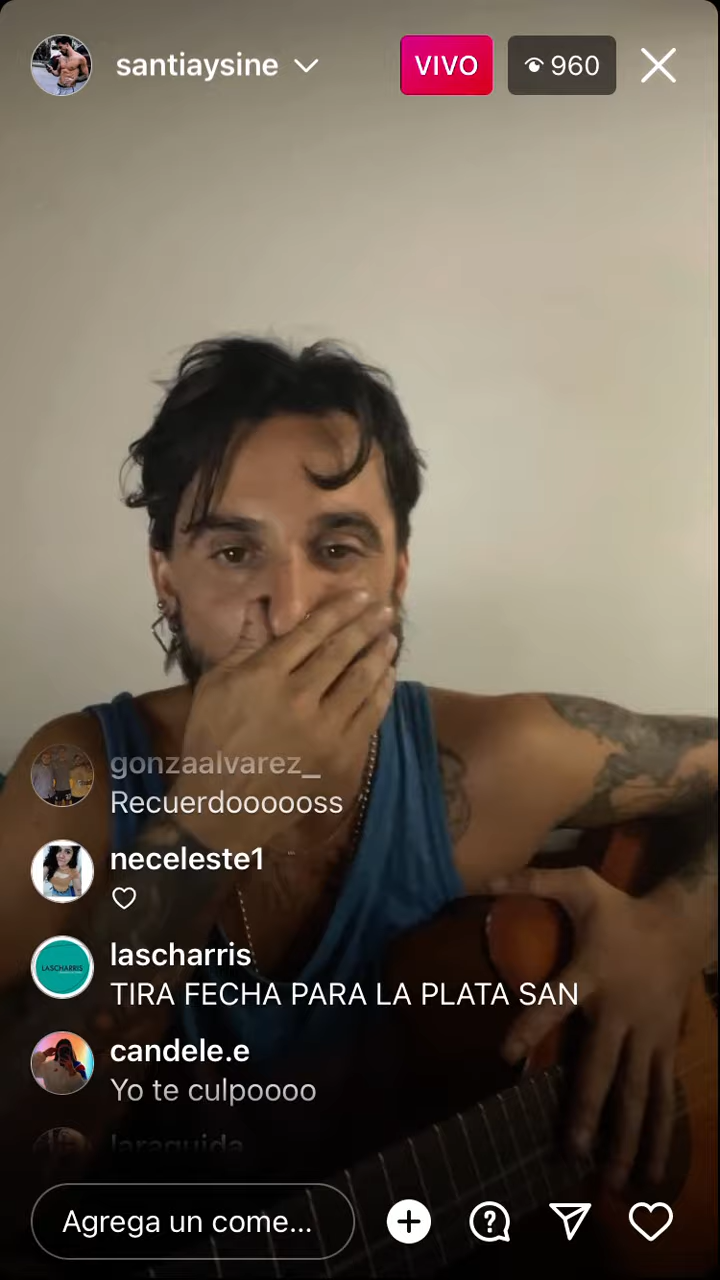 santiaysine
VIVO
960
gonzaalvarez_
Recuerdoooooss
neceleste1
lascharris
LASCHARRIS
TIRA FECHA PARA LA PLATA SAN
candele.e
Yo te culpoooo
laraguida
Agrega un come...